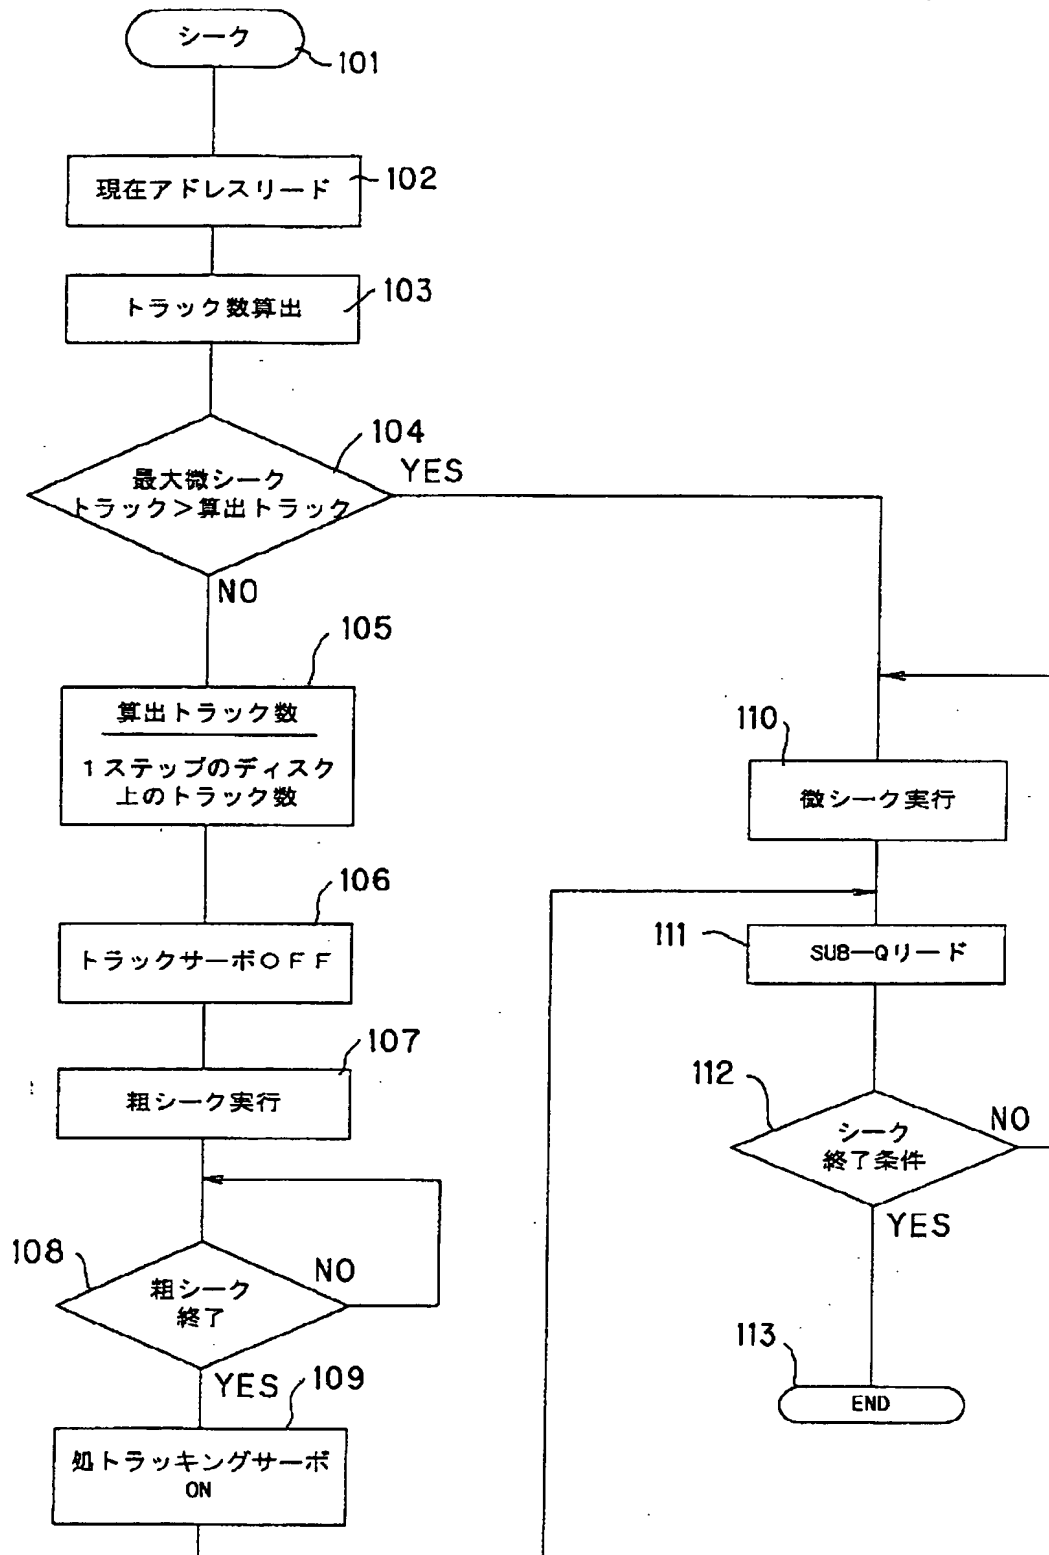 シーク
101
現在アドレスリード
102
トラック数算出
103
104
最大微シーク
トラック>算出トラック
YES
NO
105
算出トラック数
1ステップのディスク
上のトラック数
106
トラックサーボOFF
107
粗シーク実行
108
粗シーク
終了
NO
YES
109
処トラッキングサーボ
ON
110
微シーク実行
111
SUB—Qリード
112
シーク
終了条件
NO
YES
113
END